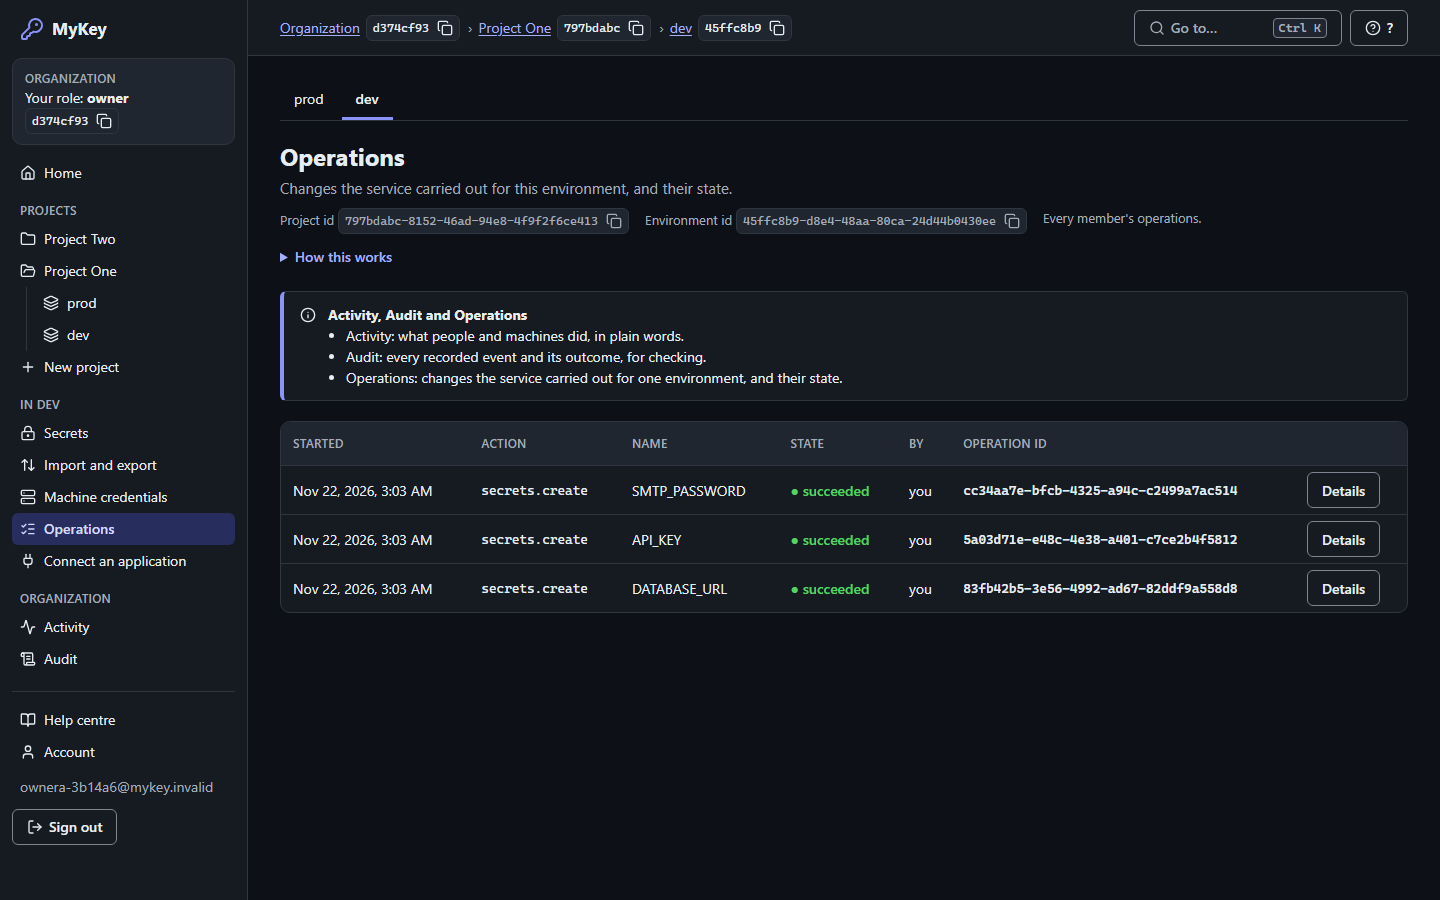 MyKey
ORGANIZATION
Your role: owner
d374cf93
Home
PROJECTS
Project Two
Project One
prod
dev
New project
IN DEV
Secrets
Import and export
Machine credentials
Operations
Connect an application
ORGANIZATION
Activity
Audit
Help centre
Account
ownera-3b14a6@mykey.invalid
Sign out
Organization d374cf93 › Project One 797bdabc › dev 45ffc8b9
Go to... Ctrl K ?
prod dev
Operations
Changes the service carried out for this environment, and their state.
Project id 797bdabc-8152-46ad-94e8-4f9f2f6ce413 Environment id 45ffc8b9-d8e4-48aa-80ca-24d44b0430ee Every member's operations.
How this works
Activity, Audit and Operations
• Activity: what people and machines did, in plain words.
• Audit: every recorded event and its outcome, for checking.
• Operations: changes the service carried out for one environment, and their state.
STARTED ACTION NAME STATE BY OPERATION ID
Nov 22, 2026, 3:03 AM secrets.create SMTP_PASSWORD succeeded you cc34aa7e-bfcb-4325-a94c-c2499a7ac514 Details
Nov 22, 2026, 3:03 AM secrets.create API_KEY succeeded you 5a03d71e-e48c-4e38-a401-c7ce2b4f5812 Details
Nov 22, 2026, 3:03 AM secrets.create DATABASE_URL succeeded you 83fb42b5-3e56-4992-ad67-82ddf9a558d8 Details